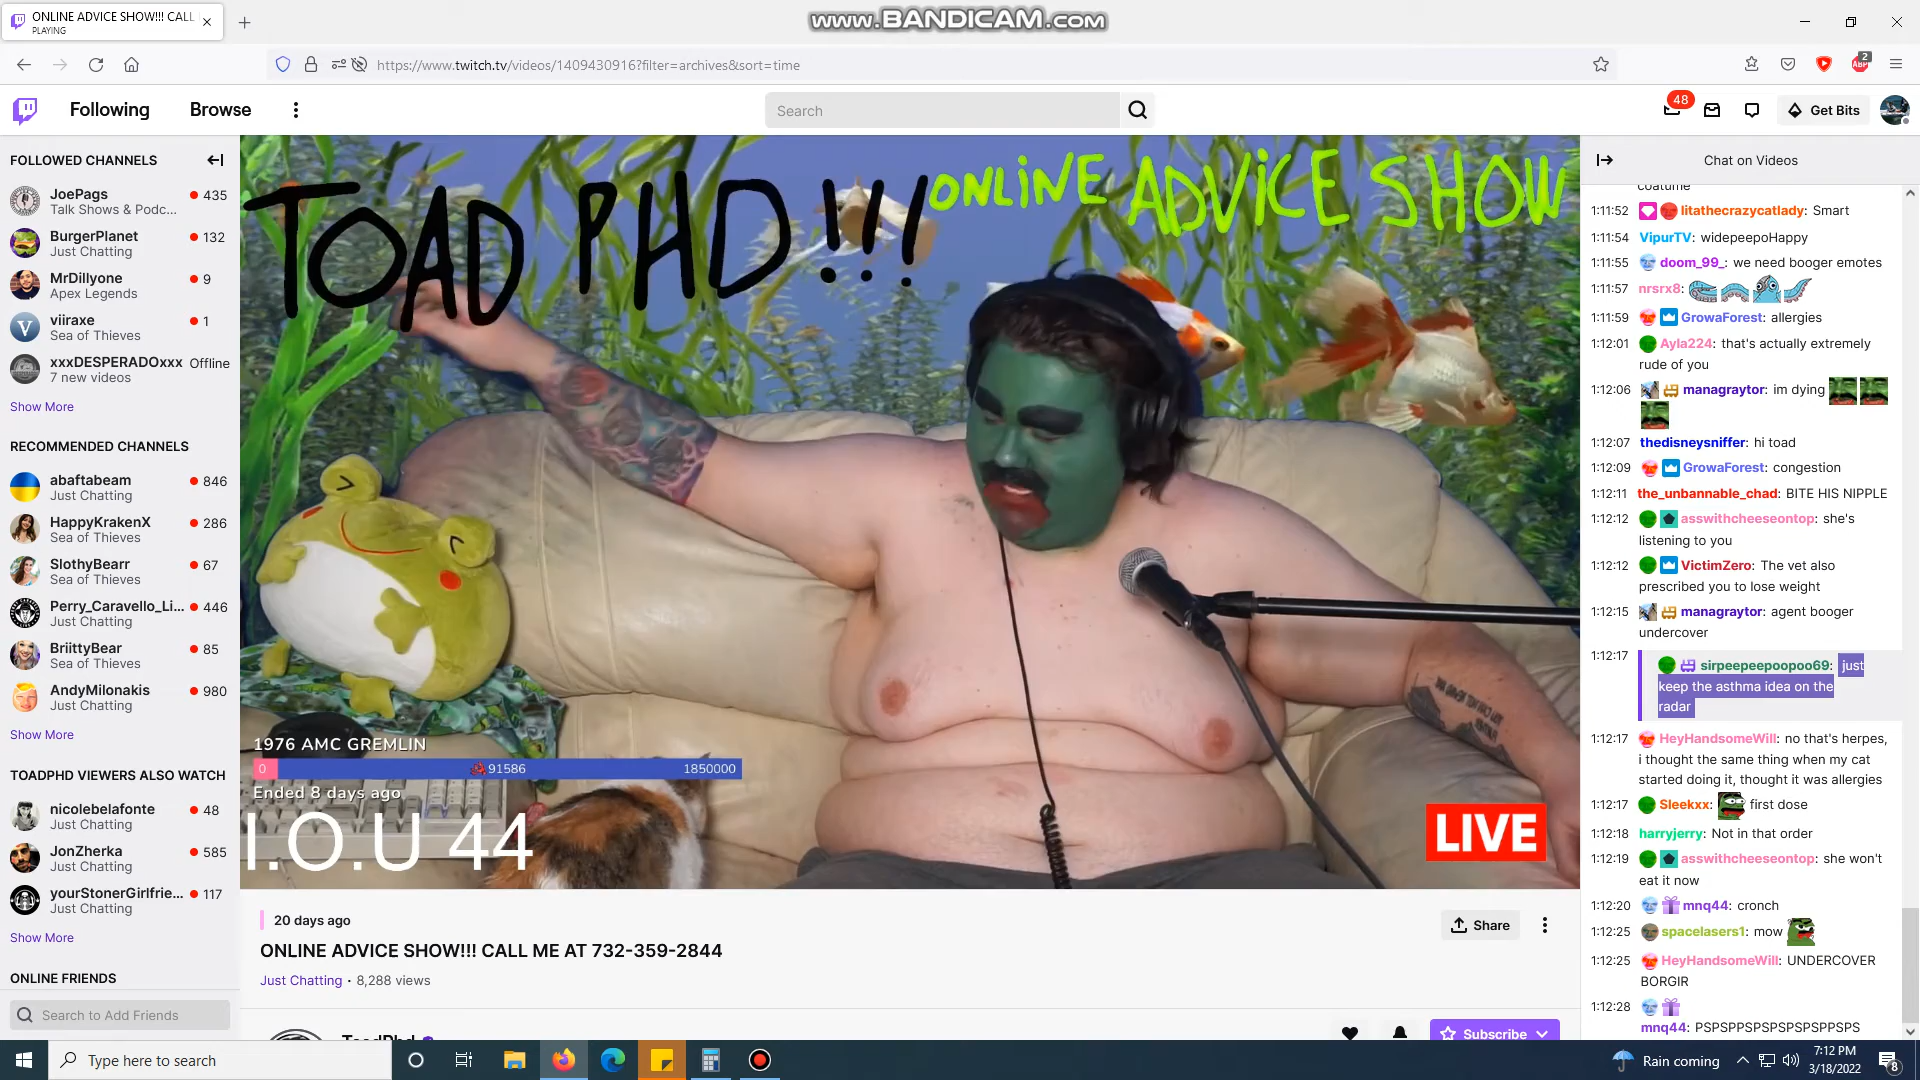 ONLINE ADVICE SHOW!!! CALL
PLAYING
www.BANDICAM.com
https://www.twitch.tv/videos/1409430916?filter=archives&sort=time
2
ABP
Following
Browse
Search
48
Get Bits
FOLLOWED CHANNELS
JoePags
435
Talk Shows & Podc...
BurgerPlanet
132
Just Chatting
MrDillyone
9
Apex Legends
V
viiraxe
1
Sea of Thieves
xxxDESPERADOxxx
Offline
7 new videos
Show More
RECOMMENDED CHANNELS
abaftabeam
846
Just Chatting
HappyKrakenX
286
Sea of Thieves
SlothyBearr
67
Sea of Thieves
Perry_Caravello_Li...
446
Just Chatting
BriittyBear
85
Sea of Thieves
AndyMilonakis
980
Just Chatting
Show More
TOADPHD VIEWERS ALSO WATCH
nicolebelafonte
48
Just Chatting
JonZherka
585
Just Chatting
yourStonerGirlfrie...
117
Just Chatting
Show More
ONLINE FRIENDS
Search to Add Friends
TOAD PHD!!!
ONLINE ADVICE SHOW
1976 AMC GREMLIN
0
91586
1850000
Ended 8 days ago
I.O.U 44
LIVE
20 days ago
Share
ONLINE ADVICE SHOW!!! CALL ME AT 732-359-2844
Just Chatting • 8,288 views
ToadPhd
Subscribe
Chat on Videos
costume
1:11:52 litathecrazycatlady: Smart
1:11:54 VipurTV: widepeepoHappy
1:11:55 doom_99_: we need booger emotes
1:11:57 nrsrx8:
1:11:59 GrowaForest: allergies
1:12:01 Ayla224: that's actually extremely
rude of you
1:12:06 managraytor: im dying
1:12:07 thedisneysniffer: hi toad
1:12:09 GrowaForest: congestion
1:12:11 the_unbannable_chad: BITE HIS NIPPLE
1:12:12 asswithcheeseontop: she's
listening to you
1:12:12 VictimZero: The vet also
prescribed you to lose weight
1:12:15 managraytor: agent booger
undercover
1:12:17 sirpeepeepoopoo69: just
keep the asthma idea on the
radar
1:12:17 HeyHandsomeWill: no that's herpes,
i thought the same thing when my cat
started doing it, thought it was allergies
1:12:17 Sleekxx: first dose
1:12:18 harryjerry: Not in that order
1:12:19 asswithcheeseontop: she won't
eat it now
1:12:20 mnq44: cronch
1:12:25 spacelasers1: mow
1:12:25 HeyHandsomeWill: UNDERCOVER
BORGIR
1:12:28
mnq44: PSPSPPSPSPSPSPSPPSPS
Type here to search
Rain coming
7:12 PM
3/18/2022
8